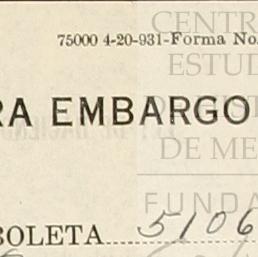 75000 4-20-931-Forma No.
RA EMBARGO
BOLETA 5106
CENTR
ESTUD
DE ME
FUNDA